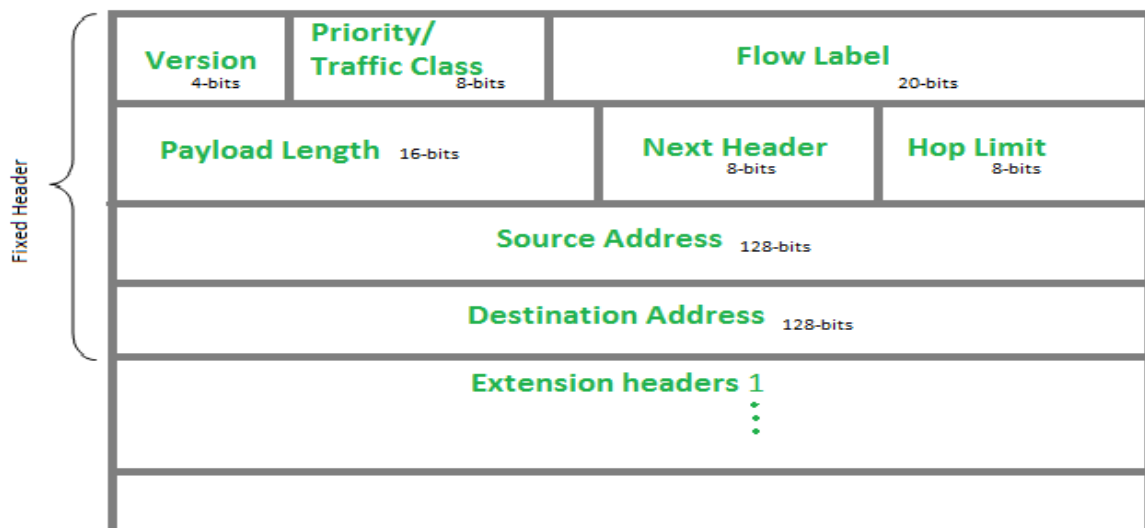 Fixed Header
Version
4-bits
Priority/
Traffic Class
8-bits
Flow Label
20-bits
Payload Length 16-bits
Next Header
8-bits
Hop Limit
8-bits
Source Address 128-bits
Destination Address 128-bits
Extension headers 1